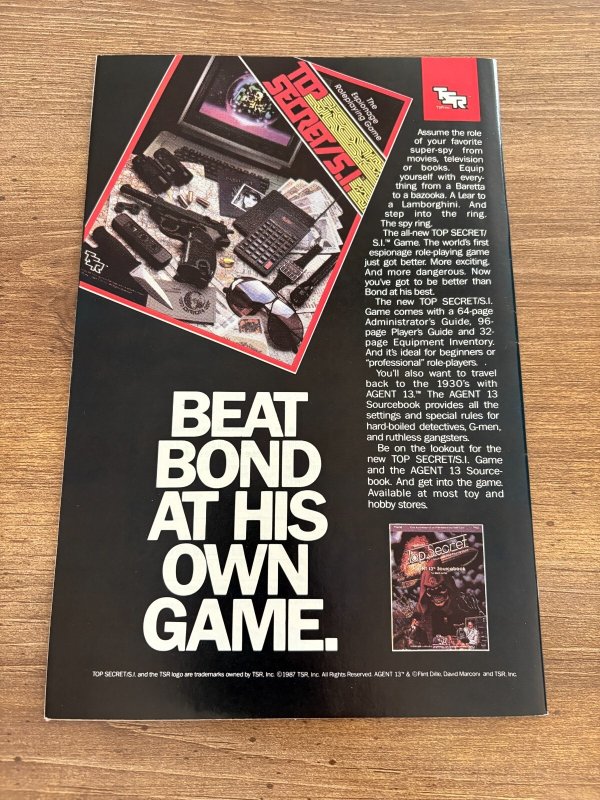 TOP
SECRET/S.I.
The
Espionage
Roleplaying Game
TSR
Assume the role
of your favorite
super-spy from
movies, television
or books. Equip
yourself with every-
thing from a Baretta
to a bazooka. A Lear to
a Lamborghini. And
step into the ring.
The spy ring.
The all-new TOP SECRET/
S.I.™ Game. The world's first
espionage role-playing game
just got better. More exciting.
And more dangerous. Now
you've got to be better than
Bond at his best.
The new TOP SECRET/S.I.
Game comes with a 64-page
Administrator's Guide, 96-
page Player's Guide and 32-
page Equipment Inventory.
And it's ideal for beginners or
"professional" role-players.
You'll also want to travel
back to the 1930's with
AGENT 13.™ The AGENT 13
Sourcebook provides all the
settings and special rules for
hard-boiled detectives, G-men,
and ruthless gangsters.
Be on the lookout for the
new TOP SECRET/S.I. Game
and the AGENT 13 Source-
book. And get into the game.
Available at most toy and
hobby stores.
BEAT
BOND
AT HIS
OWN
GAME.
Top Secret
13™ Sourcebook
TOP SECRET/S.I. and the TSR logo are trademarks owned by TSR, Inc. ©1987 TSR, Inc. All Rights Reserved. AGENT 13™ & © Flint Dille, David Marconi and TSR, Inc.